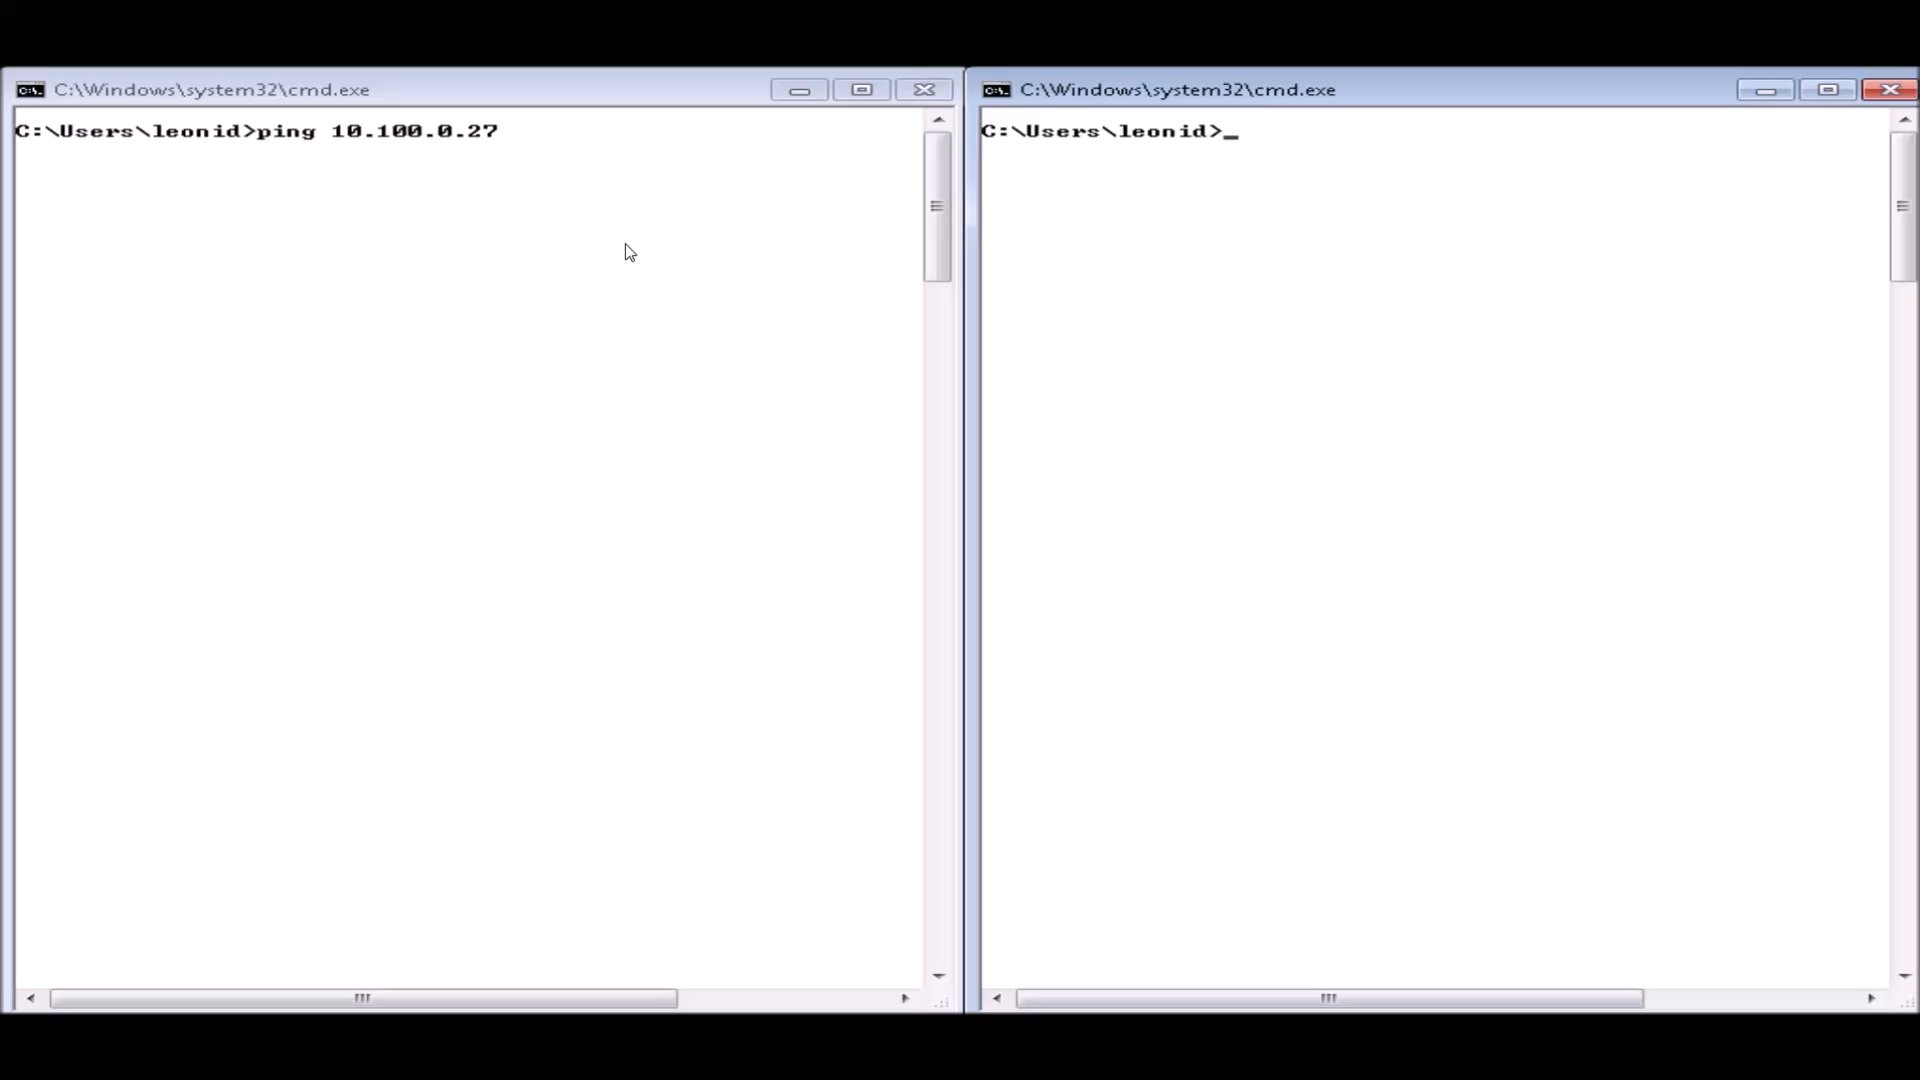 C:\Windows\system32\cmd.exe
C:\Users\leonid>ping 10.100.0.27
C:\Windows\system32\cmd.exe
C:\Users\leonid>_